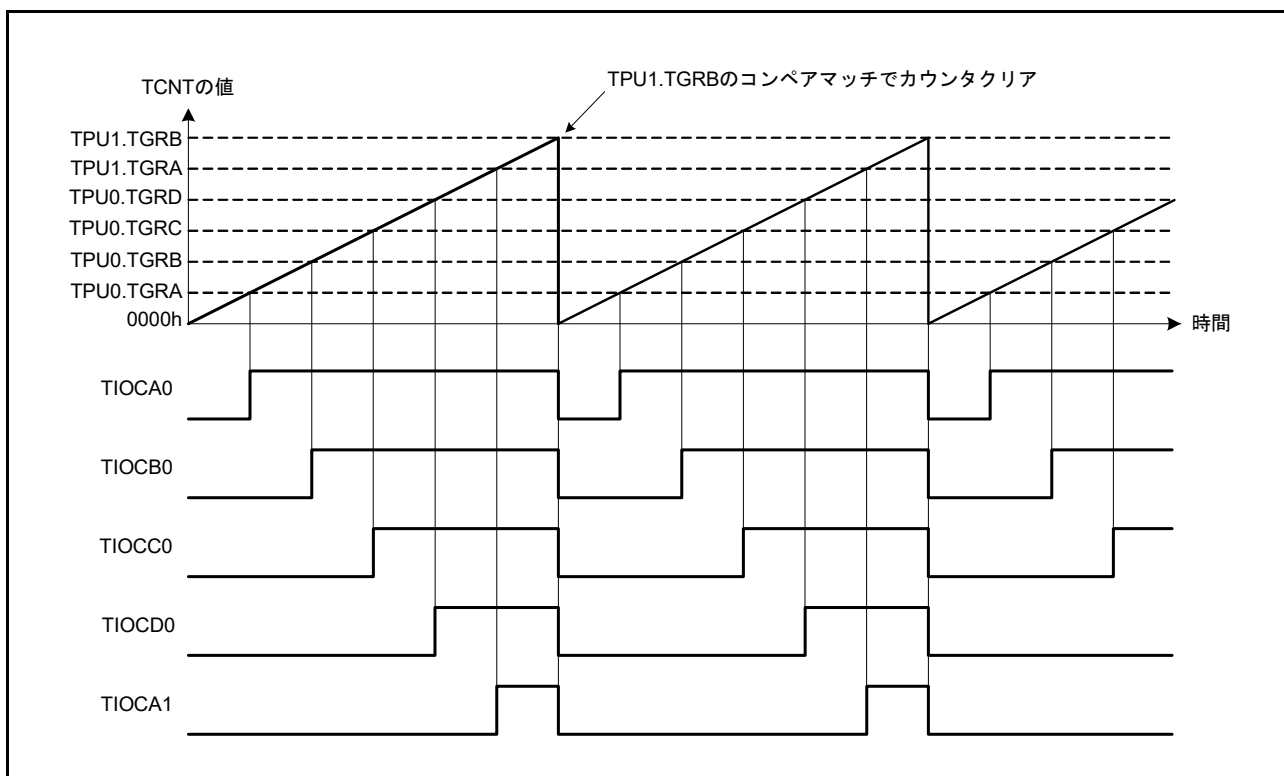 TPU1.TGRBのコンペアマッチでカウンタクリア
TCNTの値
TPU1.TGRB
TPU1.TGRA
TPU0.TGRD
TPU0.TGRC
TPU0.TGRB
TPU0.TGRA
0000h
時間
TIOCA0
TIOCB0
TIOCC0
TIOCD0
TIOCA1